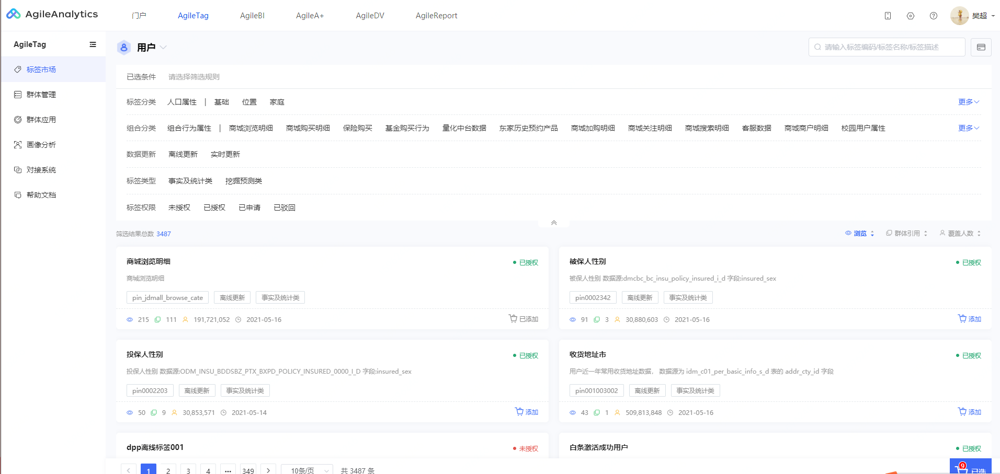 AgileAnalytics 门户 AgileTag AgileBI AgileA+ AgileDV AgileReport 樊超
AgileTag
标签市场
群体管理
群体应用
画像分析
对接系统
帮助文档
用户 请输入标签编码/标签名称/标签描述
已选条件 请选择筛选规则
标签分类 人口属性 | 基础 位置 家庭 更多
组合分类 组合行为属性 | 商城浏览明细 商城购买明细 保险购买 基金购买行为 量化中台数据 东家历史预约产品 商城加购明细 商城关注明细 商城搜索明细 客服数据 商城商户明细 校园用户属性 更多
数据更新 离线更新 实时更新
标签类型 事实及统计类 挖掘预测类
标签权限 未授权 已授权 已申请 已驳回
筛选结果总数 3487 浏览 群体引用 覆盖人数
商城浏览明细 已授权
商城浏览明细
pin_jdmall_browse_cate 离线更新 事实及统计类
215 111 191,721,052 2021-05-16 已添加
被保人性别 已授权
被保人性别 数据源:dmcbc_bc_insu_policy_insured_i_d 字段:insured_sex
pin0002342 离线更新 事实及统计类
91 3 30,880,603 2021-05-16 添加
投保人性别 已授权
投保人性别 数据源:ODM_INSU_BDDSBZ_PTX_BXPD_POLICY_INSURED_0000_I_D 字段:insured_sex
pin0002203 离线更新 事实及统计类
50 9 30,853,571 2021-05-14 添加
收货地址市 已授权
用户近一年常用收货地址数据， 数据源为 idm_c01_per_basic_info_s_d 表的 addr_cty_id 字段
pin001003002 离线更新 事实及统计类
43 1 509,813,848 2021-05-16 添加
dpp离线标签001 未授权
白条激活成功用户 已授权
1 2 3 4 ••• 349 10条/页 共 3487 条 9 已选